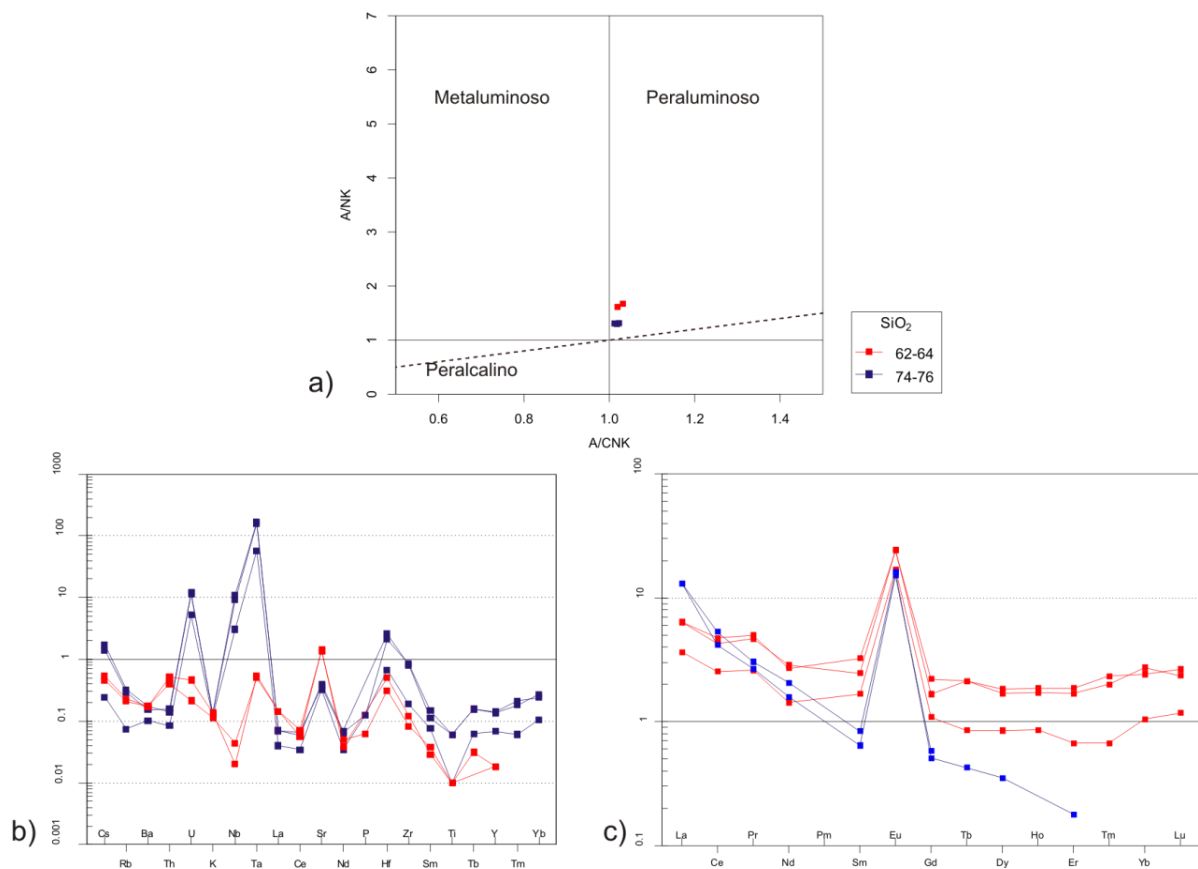 7
6
5
4
3
2
1
0
A/NK
Metaluminoso
Peraluminoso
Peralcalino
a)
0.6 0.8 1.0 1.2 1.4
A/CNK
SiO₂
62-64
74-76
1000
100
10
1
0.1
0.01
0.001
b)
Cs Ba U Nb La Sr P Zr Ti Y Yb
Rb Th K Ta Ce Nd Hf Sm Tb Tm
100
10
1
0.1
c)
La Pr Pm Eu Tb Ho Tm Lu
Ce Nd Sm Gd Dy Er Yb